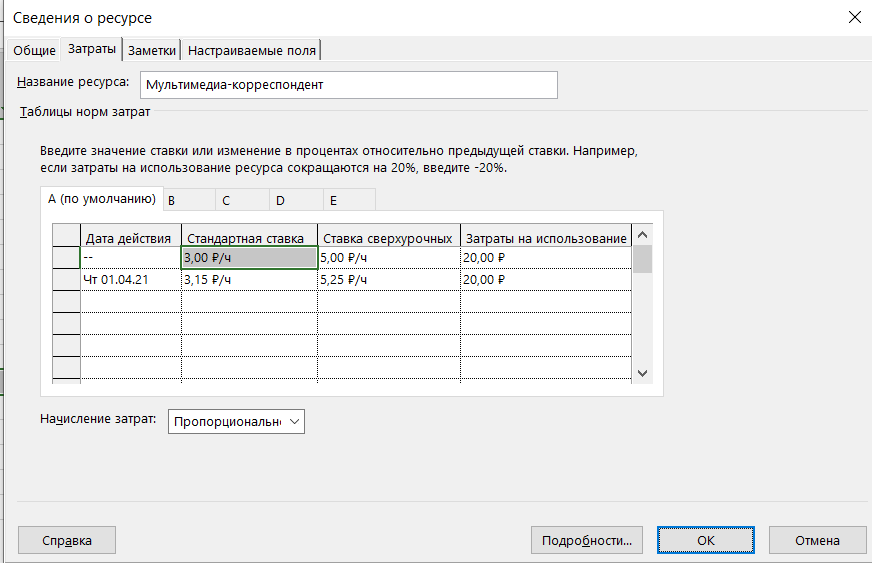 Сведения о ресурсе
Общие Затраты Заметки Настраиваемые поля
Название ресурса: Мультимедиа-корреспондент
Таблицы норм затрат
Введите значение ставки или изменение в процентах относительно предыдущей ставки. Например,
если затраты на использование ресурса сокращаются на 20%, введите -20%.
A (по умолчанию) B C D E
Дата действия Стандартная ставка Ставка сверхурочных Затраты на использование
-- 3,00 ₽/ч 5,00 ₽/ч 20,00 ₽
Чт 01.04.21 3,15 ₽/ч 5,25 ₽/ч 20,00 ₽
Начисление затрат: Пропорциональн
Справка Подробности... ОК Отмена